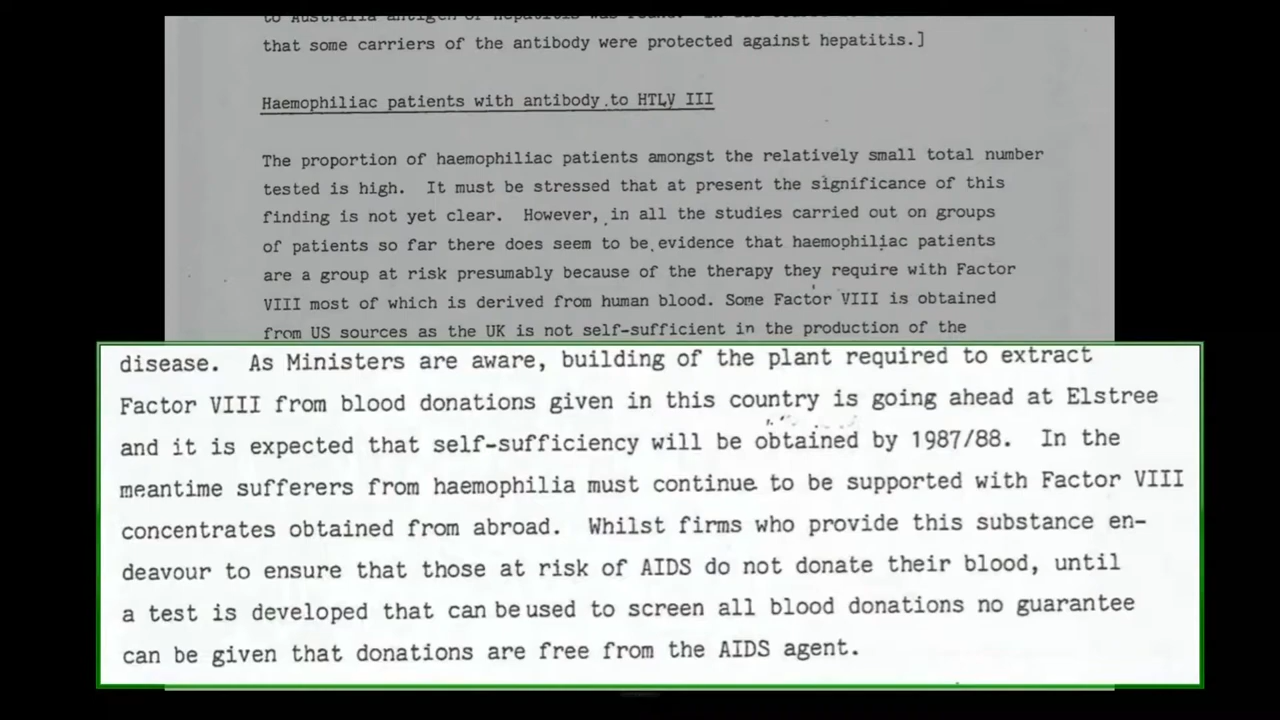 that some carriers of the antibody were protected against hepatitis.]
Haemophiliac patients with antibody to HTLV III
The proportion of haemophiliac patients amongst the relatively small total number
tested is high. It must be stressed that at present the significance of this
finding is not yet clear. However, in all the studies carried out on groups
of patients so far there does seem to be evidence that haemophiliac patients
are a group at risk presumably because of the therapy they require with Factor
VIII most of which is derived from human blood. Some Factor VIII is obtained
from US sources as the UK is not self-sufficient in the production of the
disease. As Ministers are aware, building of the plant required to extract
Factor VIII from blood donations given in this country is going ahead at Elstree
and it is expected that self-sufficiency will be obtained by 1987/88. In the
meantime sufferers from haemophilia must continue to be supported with Factor VIII
concentrates obtained from abroad. Whilst firms who provide this substance en-
deavour to ensure that those at risk of AIDS do not donate their blood, until
a test is developed that can be used to screen all blood donations no guarantee
can be given that donations are free from the AIDS agent.